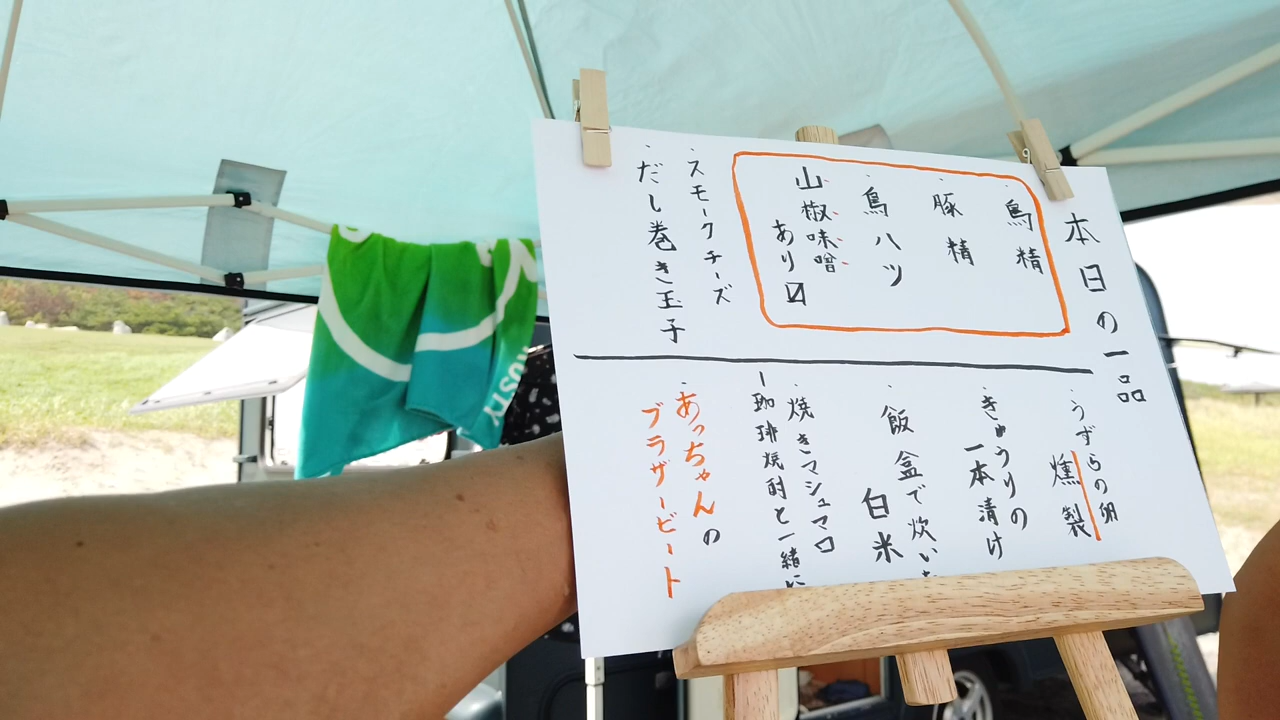 本日の一品
・鳥精
・豚精
・鳥ハツ
山椒味噌
あり〼
・スモークチーズ
・だし巻き玉子
・うずらの卵
燻製
・きゅうりの
一本清け
・飯盒で炊いた
白米
・焼きマシュマロ
ー珈琲焼酎と一緒に
・あっちゃんの
ブラザービート
RUSTY